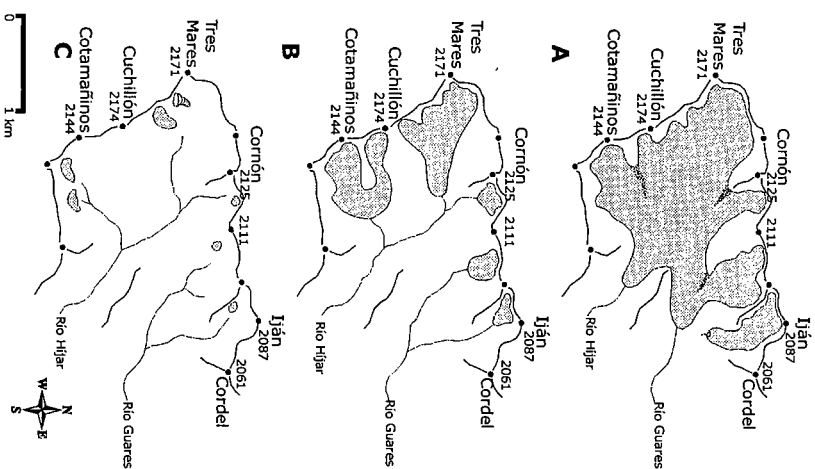 A
Tres
Mares
2171
Cuchillón
2174
Cotamañinos
2144
Cornón
2125
2111
Iján
2087
2061
Cordel
Río Híjar
Río Guares
B
Tres
Mares
2171
Cuchillón
2174
Cotamañinos
2144
Cornón
2125
2111
Iján
2087
2061
Cordel
Río Híjar
Río Guares
C
Tres
Mares
2171
Cuchillón
2174
Cotamañinos
2144
Cornón
2125
2111
Iján
2087
2061
Cordel
Río Híjar
Río Guares
0
1 km
N
W
E
S